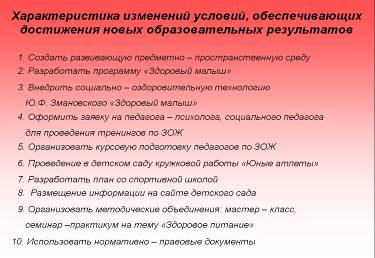 Характеристика изменений условий, обеспечивающих
достижения новых образовательных результатов
1. Создать развивающую предметно – пространственную среду
2. Разработать программу «Здоровый малыш»
3. Внедрить социально – оздоровительную технологию
Ю.Ф. Змановского «Здоровый малыш»
4. Оформить заявку на педагога – психолога, социального педагога
для проведения тренингов по ЗОЖ
5. Организовать курсовую подготовку педагогов по ЗОЖ
6. Проведение в детском саду кружковой работы «Юные атлеты»
7. Разработать план со спортивной школой
8. Размещение информации на сайте детского сада
9. Организовать методические объединения: мастер – класс,
семинар –практикум на тему «Здоровое питание»
10. Использовать нормативно – правовые документы